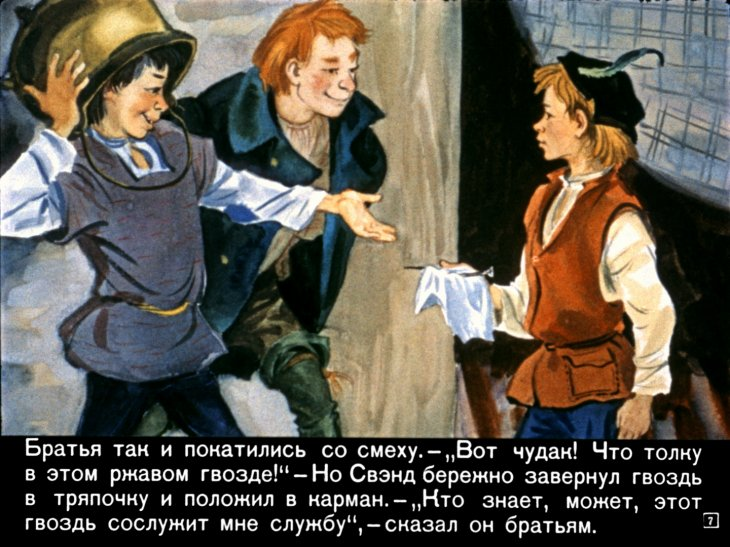 Братья так и покатились со смеху.–„Вот чудак! Что толку
в этом ржавом гвозде!“–Но Свэнд бережно завернул гвоздь
в тряпочку и положил в карман.–„Кто знает, может, этот
гвоздь сослужит мне службу“,–сказал он братьям.
7